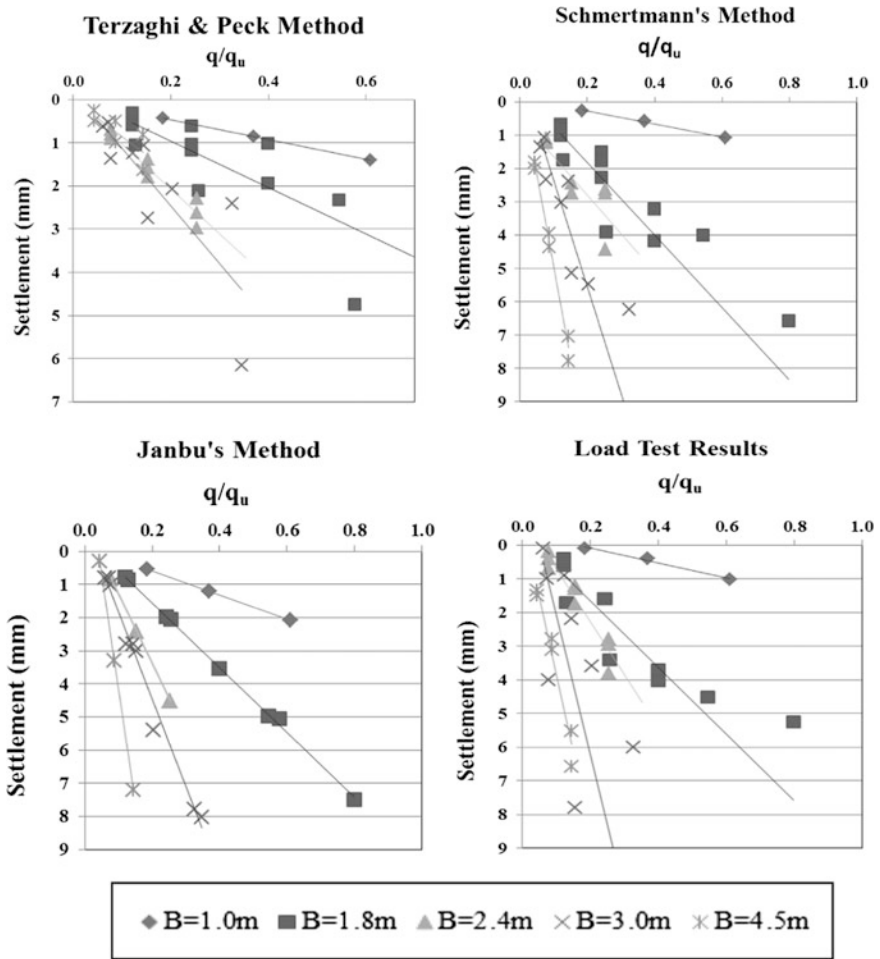 Terzaghi & Peck Method
q/qu
0.0 0.2 0.4 0.6
0
1
2
3
4
5
6
7
Settlement (mm)
Schmertmann's Method
q/qu
0.0 0.2 0.4 0.6 0.8 1.0
0
1
2
3
4
5
6
7
8
9
Settlement (mm)
Janbu's Method
q/qu
0.0 0.2 0.4 0.6 0.8 1.0
0
1
2
3
4
5
6
7
8
9
Settlement (mm)
Load Test Results
q/qu
0.0 0.2 0.4 0.6 0.8 1.0
0
1
2
3
4
5
6
7
8
9
Settlement (mm)
B=1.0m B=1.8m B=2.4m B=3.0m B=4.5m